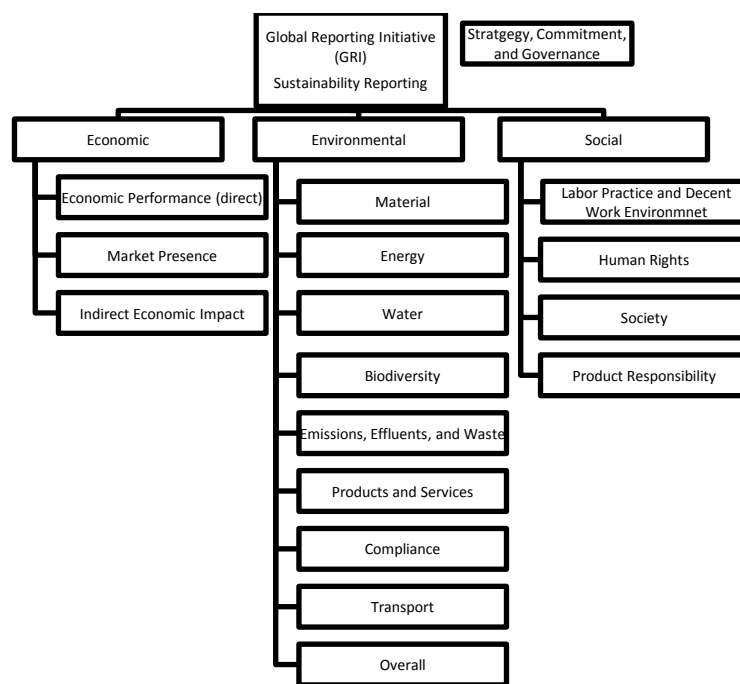 Global Reporting Initiative
(GRI)
Sustainability Reporting
Stratgegy, Commitment,
and Governance
Economic
Environmental
Social
Economic Performance (direct)
Market Presence
Indirect Economic Impact
Material
Energy
Water
Biodiversity
Emissions, Effluents, and Waste
Products and Services
Compliance
Transport
Overall
Labor Practice and Decent
Work Environmnet
Human Rights
Society
Product Responsibility